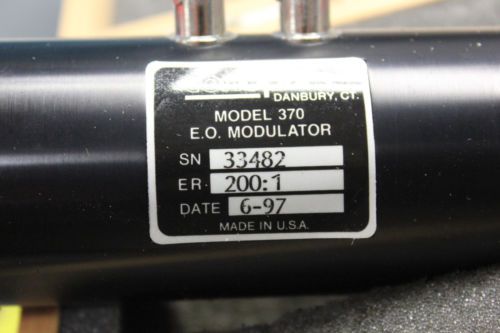 DANBURY, CT.
MODEL 370
E.O. MODULATOR
SN 33482
ER 200:1
DATE 6-97
MADE IN U.S.A.